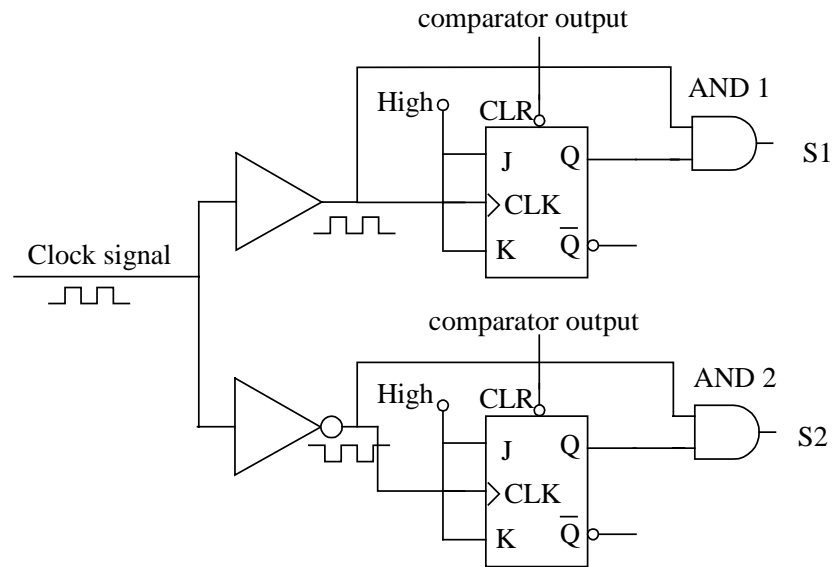 comparator output
AND 1
High
CLR
J
Q
S1
CLK
K
Q̅
Clock signal
comparator output
AND 2
High
CLR
J
Q
S2
CLK
K
Q̅